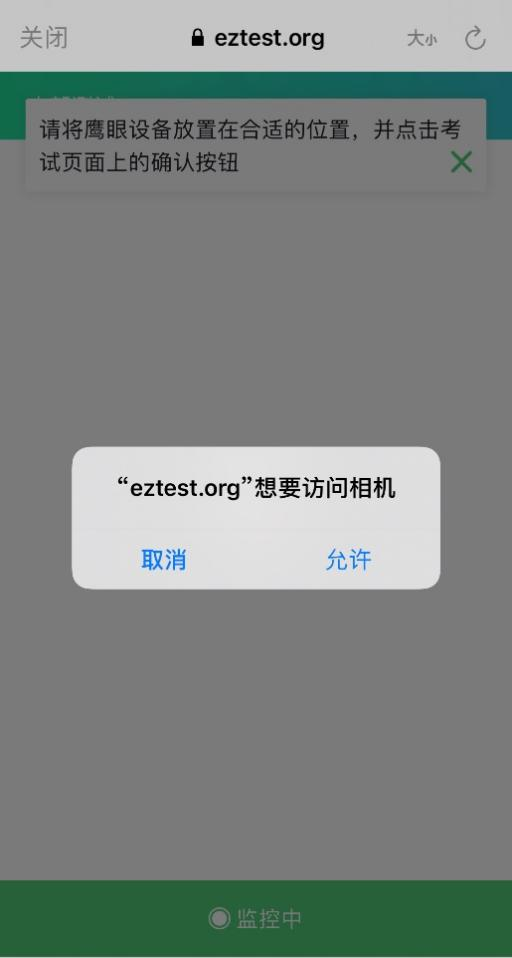 关闭
eztest.org
大小
请将鹰眼设备放置在合适的位置，并点击考
试页面上的确认按钮
“eztest.org”想要访问相机
取消
允许
监控中